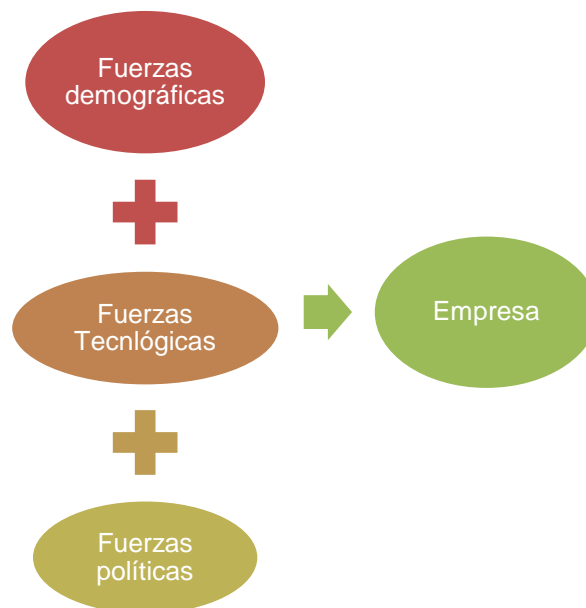 Fuerzas
demográficas
Fuerzas
Tecnlógicas
Empresa
Fuerzas
políticas